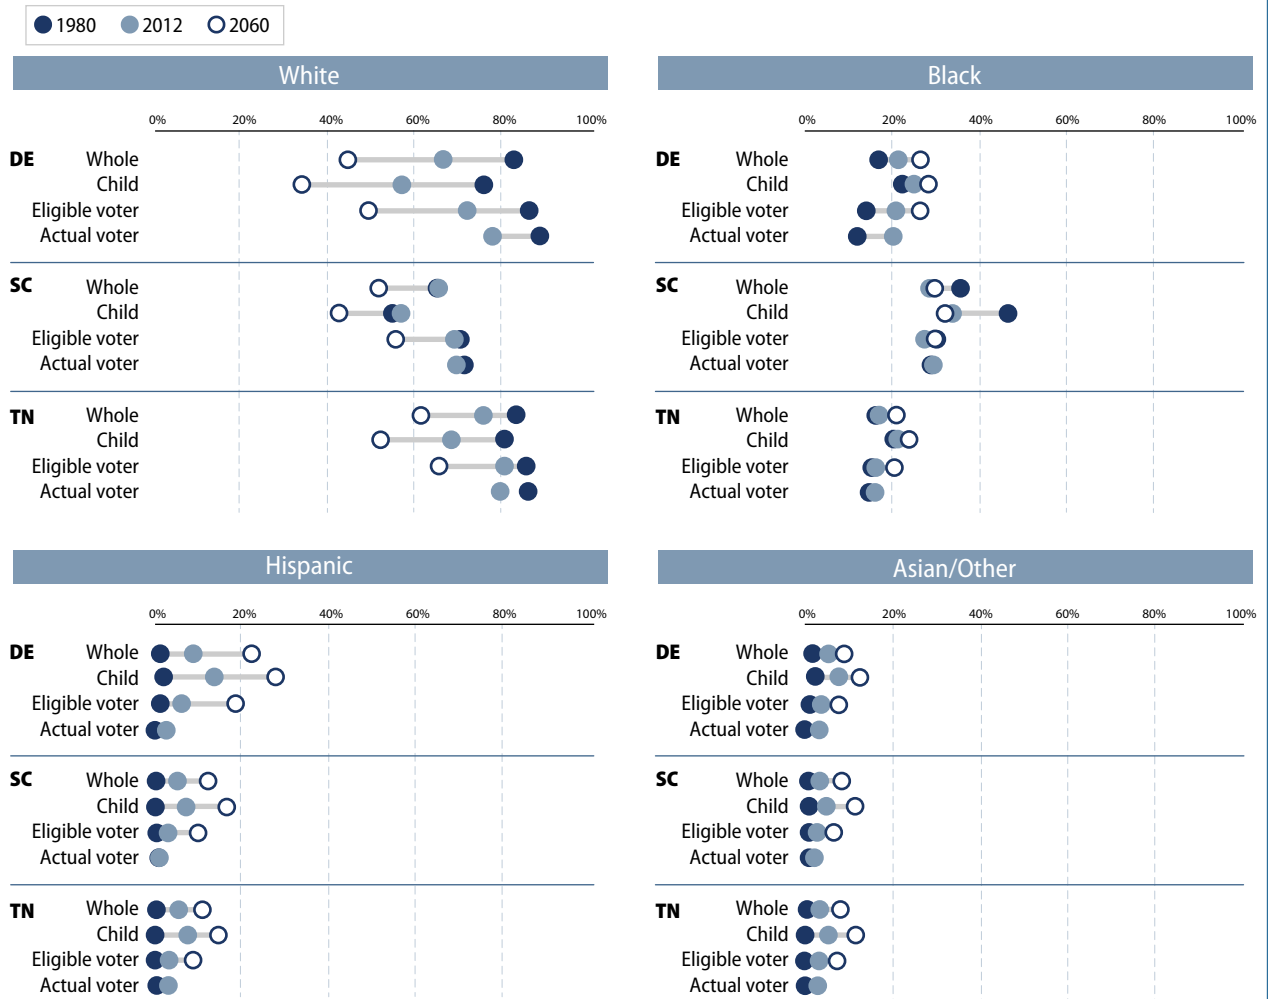 1980 2012 2060
White
0% 20% 40% 60% 80% 100%
DE Whole
Child
Eligible voter
Actual voter
SC Whole
Child
Eligible voter
Actual voter
TN Whole
Child
Eligible voter
Actual voter
Black
0% 20% 40% 60% 80% 100%
DE Whole
Child
Eligible voter
Actual voter
SC Whole
Child
Eligible voter
Actual voter
TN Whole
Child
Eligible voter
Actual voter
Hispanic
0% 20% 40% 60% 80% 100%
DE Whole
Child
Eligible voter
Actual voter
SC Whole
Child
Eligible voter
Actual voter
TN Whole
Child
Eligible voter
Actual voter
Asian/Other
0% 20% 40% 60% 80% 100%
DE Whole
Child
Eligible voter
Actual voter
SC Whole
Child
Eligible voter
Actual voter
TN Whole
Child
Eligible voter
Actual voter